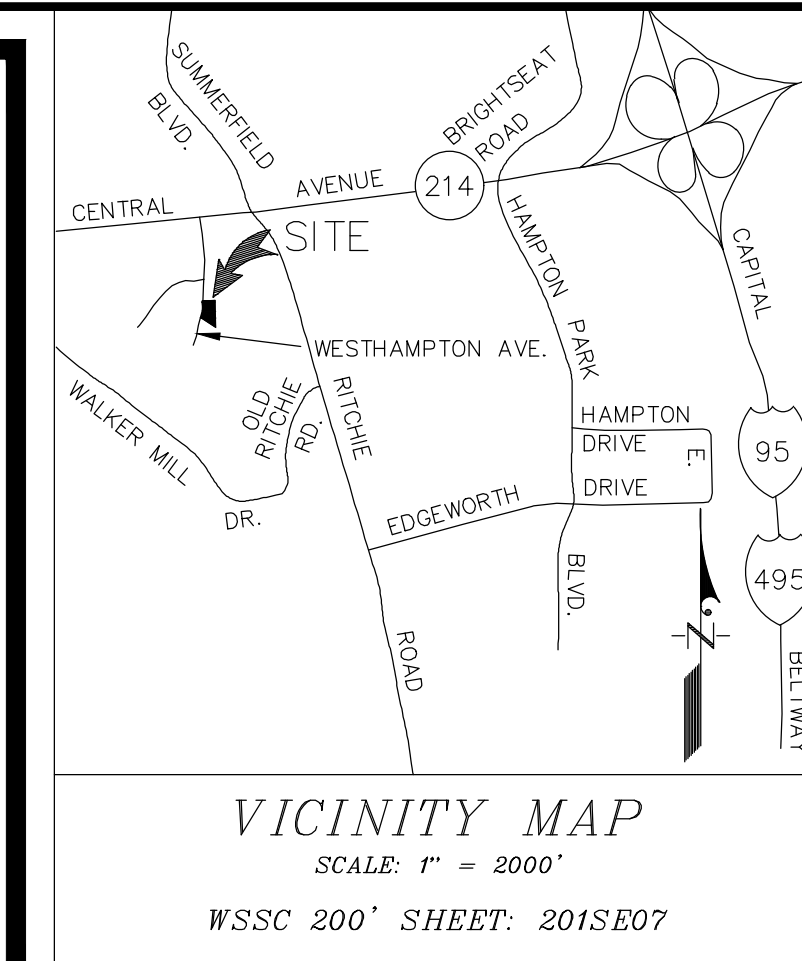 SUMMERFIELD
BLVD.
BRIGHTSEAT
ROAD
CENTRAL
AVENUE
214
SITE
HAMPTON PARK
CAPITAL
WESTHAMPTON AVE.
WALKER MILL
DR.
OLD
RITCHIE
RD.
RITCHIE
HAMPTON
DRIVE
E.
DRIVE
EDGEWORTH
95
BLVD.
495
N
ROAD
BELTWAY
VICINITY MAP
SCALE: 1" = 2000'
WSSC 200' SHEET: 201SE07